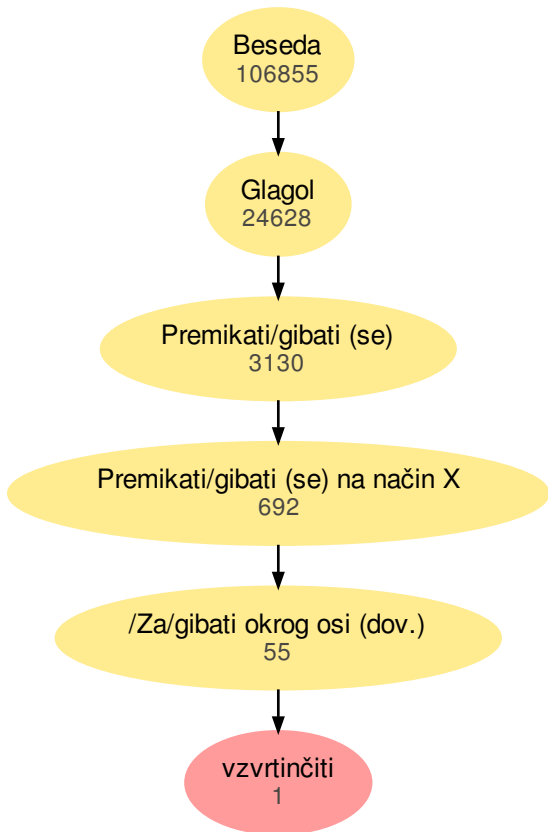 Beseda
106855
Glagol
24628
Premikati/gibati (se)
3130
Premikati/gibati (se) na način X
692
/Za/gibati okrog osi (dov.)
55
vzvrtinčiti
1